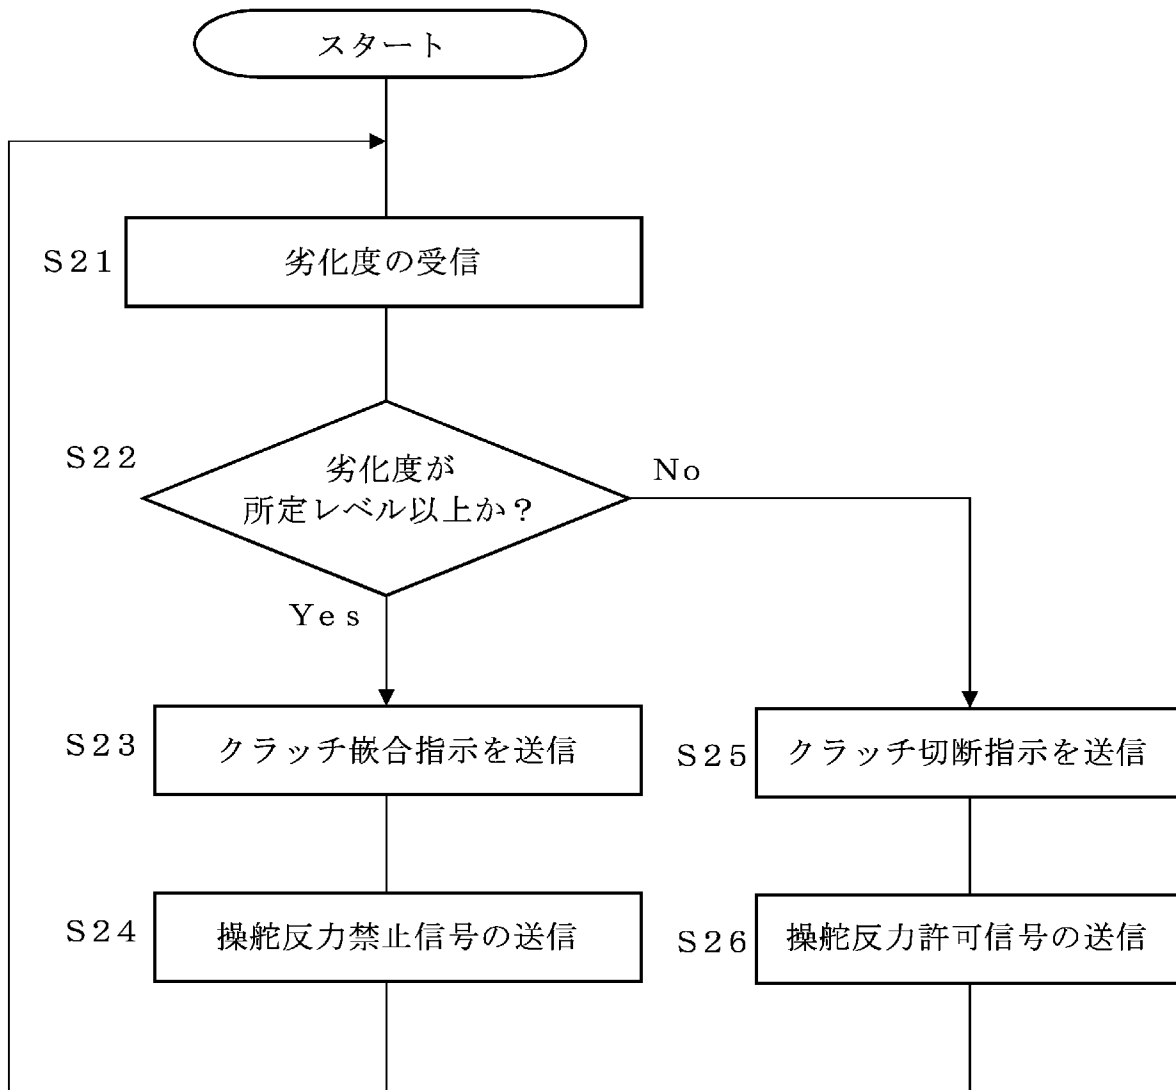 スタート
S21
劣化度の受信
S22
劣化度が
所定レベル以上か?
No
Yes
S23
クラッチ嵌合指示を送信
S25
クラッチ切断指示を送信
S24
操舵反力禁止信号の送信
S26
操舵反力許可信号の送信